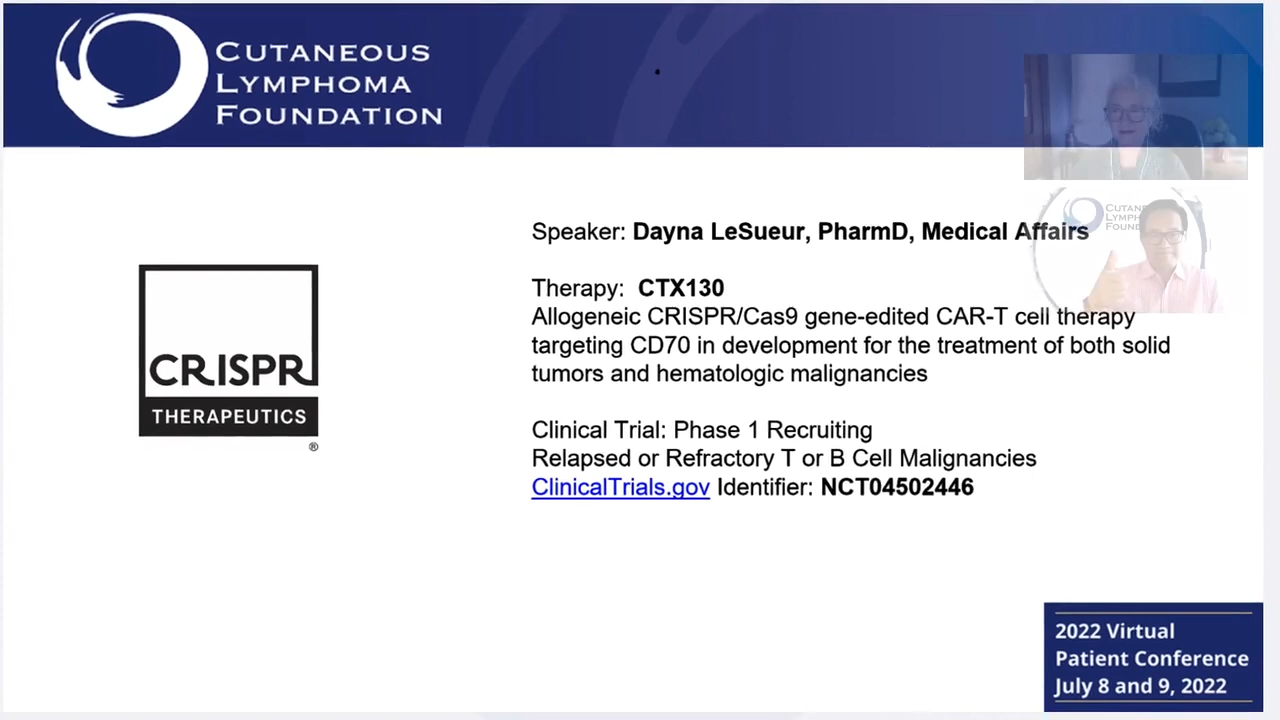 CUTANEOUS
LYMPHOMA
FOUNDATION
Speaker: Dayna LeSueur, PharmD, Medical Affairs
Therapy: CTX130
Allogeneic CRISPR/Cas9 gene-edited CAR-T cell therapy
targeting CD70 in development for the treatment of both solid
tumors and hematologic malignancies
Clinical Trial: Phase 1 Recruiting
Relapsed or Refractory T or B Cell Malignancies
ClinicalTrials.gov Identifier: NCT04502446
CRISPR
THERAPEUTICS
®
2022 Virtual
Patient Conference
July 8 and 9, 2022